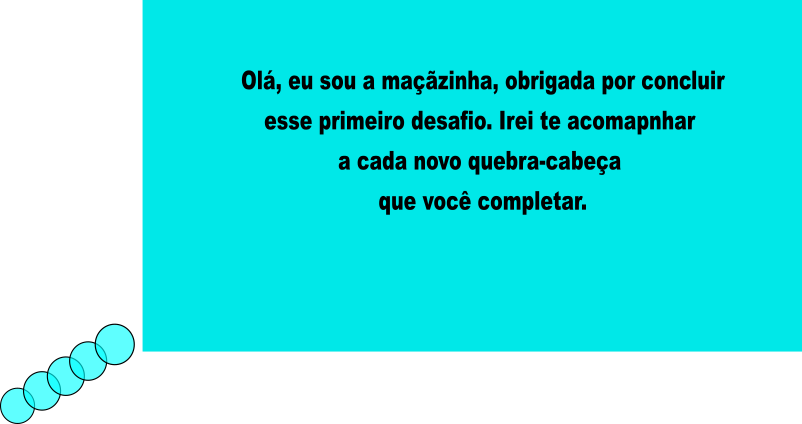 Olá, eu sou a maçãzinha, obrigada por concluir
esse primeiro desafio. Irei te acomapnhar
a cada novo quebra-cabeça
que você completar.